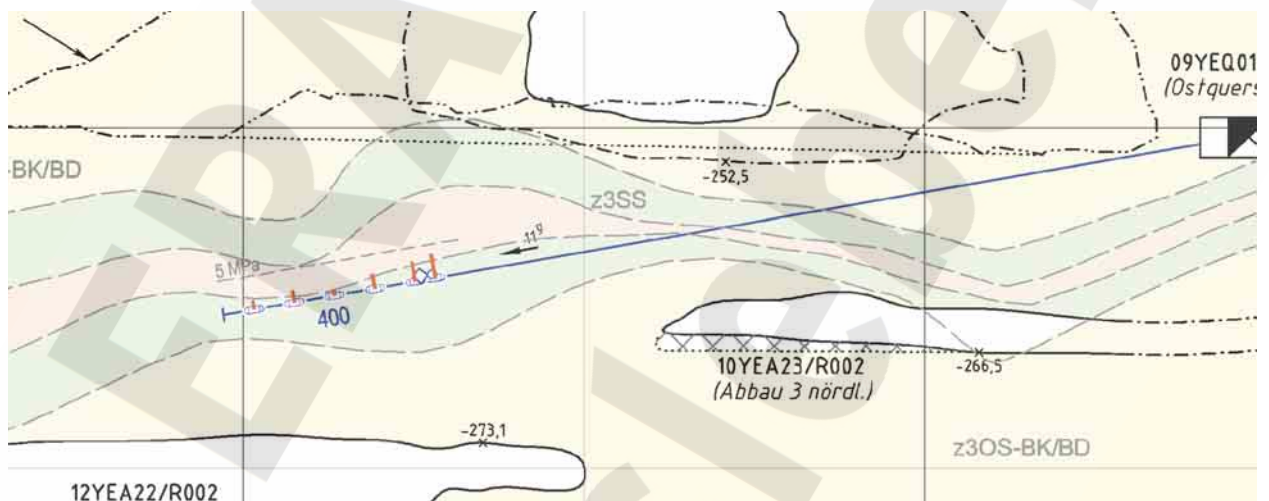 09YEQ01
(Ostquers
-BK/BD
-252,5
z3SS
-11g
5 MPa
400
10YEA23/R002
(Abbau 3 nördl.)
-266,5
-273,1
z3OS-BK/BD
12YEA22/R002